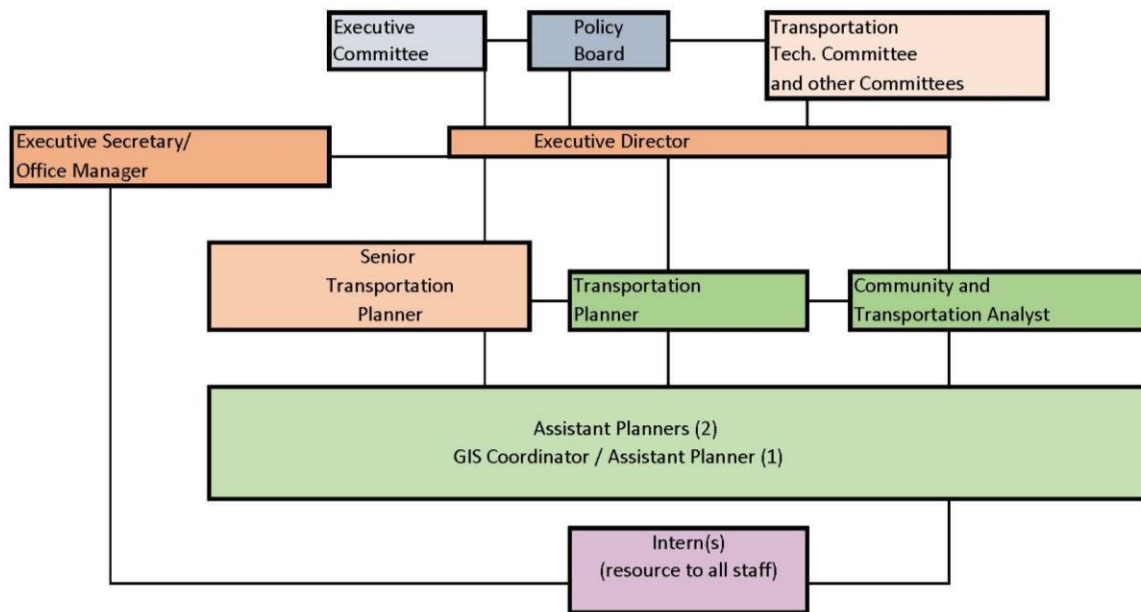 Executive
Committee
Policy
Board
Transportation
Tech. Committee
and other Committees
Executive Secretary/
Office Manager
Executive Director
Senior
Transportation
Planner
Transportation
Planner
Community and
Transportation Analyst
Assistant Planners (2)
GIS Coordinator / Assistant Planner (1)
Intern(s)
(resource to all staff)